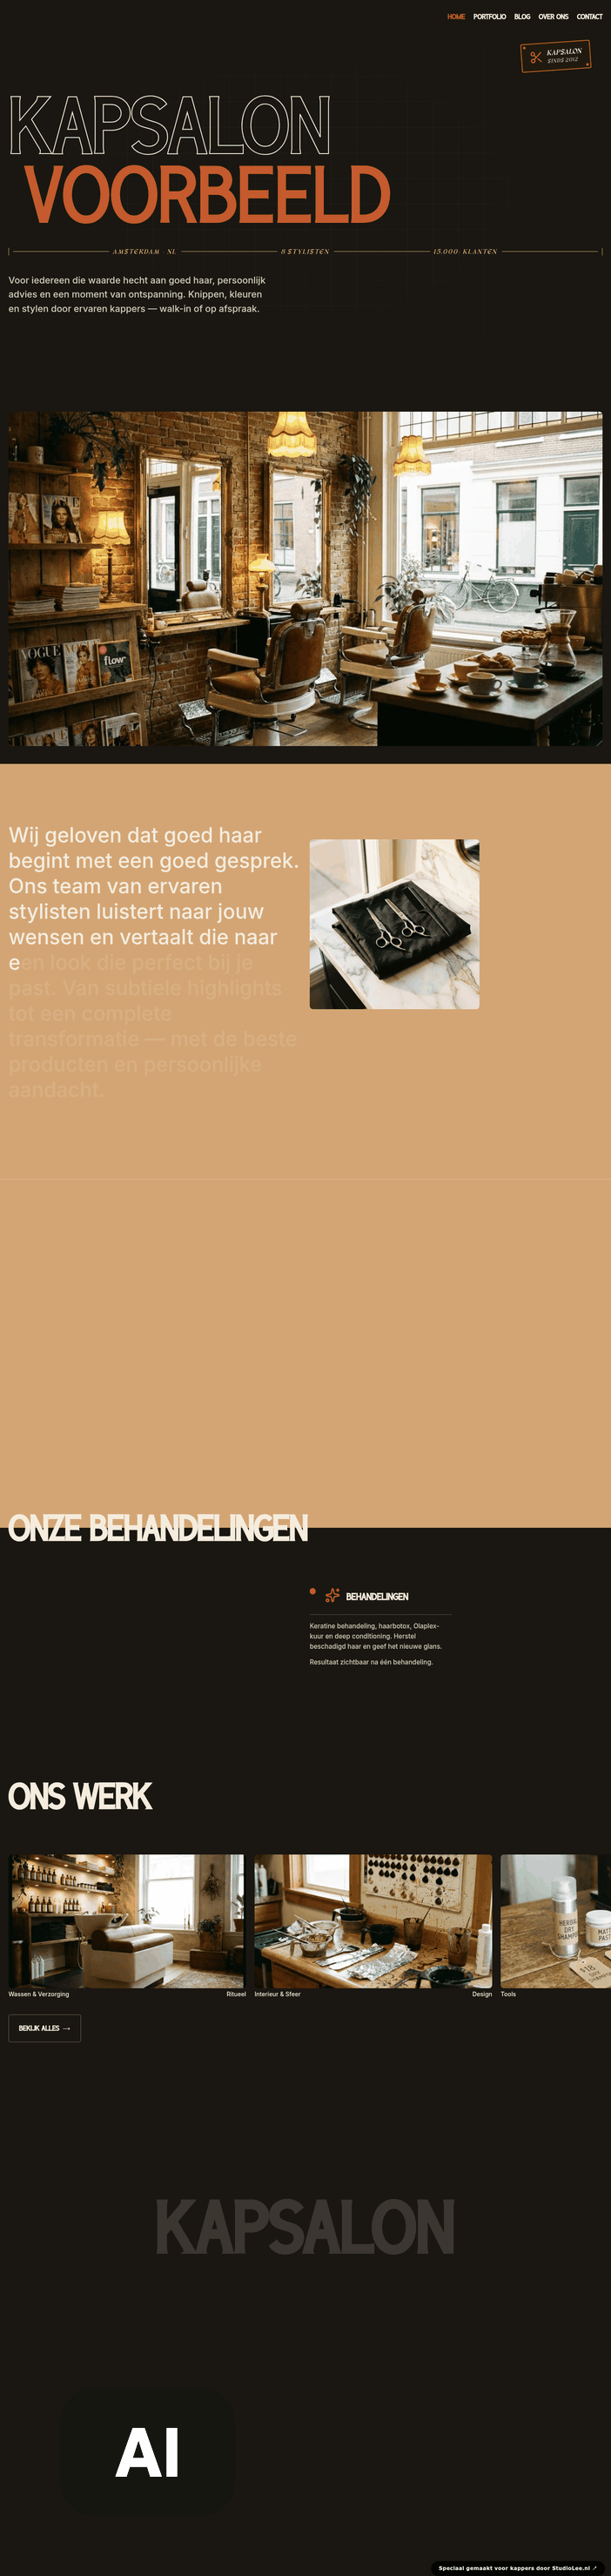 HOME PORTFOLIO BLOG OVER ONS CONTACT
KAPSALON
SINDS 2012
KAPSALON
VOORBEELD
AMSTERDAM · NL
8 STYLISTEN
15.000 KLANTEN
Voor iedereen die waarde hecht aan goed haar, persoonlijk
advies en een moment van ontspanning. Knippen, kleuren
en stylen door ervaren kappers — walk-in of op afspraak.
VOGUE
flow
Wij geloven dat goed haar
begint met een goed gesprek.
Ons team van ervaren
stylisten luistert naar jouw
wensen en vertaalt die naar
een look die perfect bij je
past. Van subtiele highlights
tot een complete
transformatie — met de beste
producten en persoonlijke
aandacht.
ONZE BEHANDELINGEN
BEHANDELINGEN
Keratine behandeling, haarbotox, Olaplex-
kuur en deep conditioning. Herstel
beschadigd haar en geef het nieuwe glans.
Resultaat zichtbaar na één behandeling.
ONS WERK
HERBAL
DRY
SHAMPOO
$18
Wassen & Verzorging
Ritueel
Interieur & Sfeer
Design
Tools
BEKIJK ALLES →
KAPSALON
AI
Speciaal gemaakt voor kappers door StudioLee.nl ↗